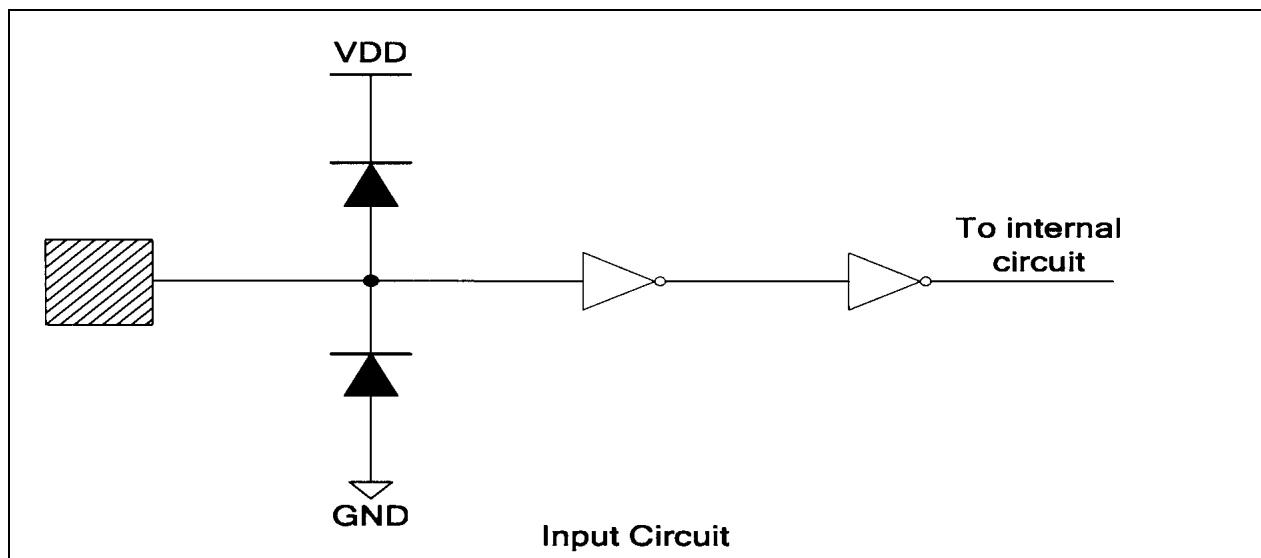 VDD
To internal
circuit
GND
Input Circuit